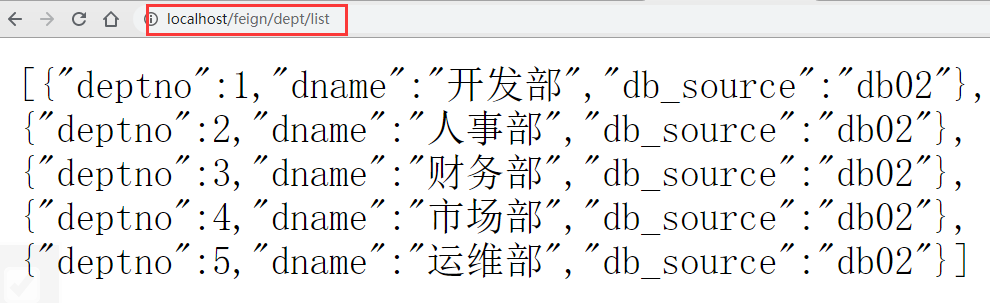 localhost/feign/dept/list
[{"deptno":1,"dname":"开发部","db_source":"db02"},
{"deptno":2,"dname":"人事部","db_source":"db02"},
{"deptno":3,"dname":"财务部","db_source":"db02"},
{"deptno":4,"dname":"市场部","db_source":"db02"},
{"deptno":5,"dname":"运维部","db_source":"db02"}]